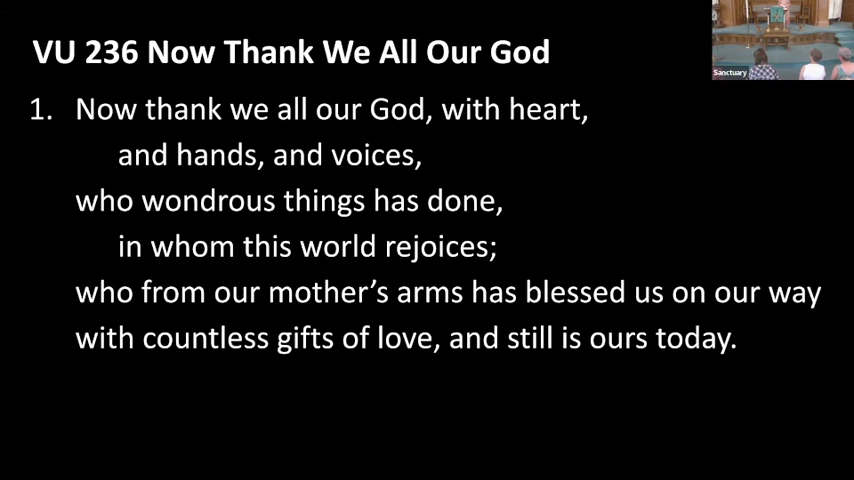 VU 236 Now Thank We All Our God
Sanctuary
1. Now thank we all our God, with heart,
and hands, and voices,
who wondrous things has done,
in whom this world rejoices;
who from our mother’s arms has blessed us on our way
with countless gifts of love, and still is ours today.